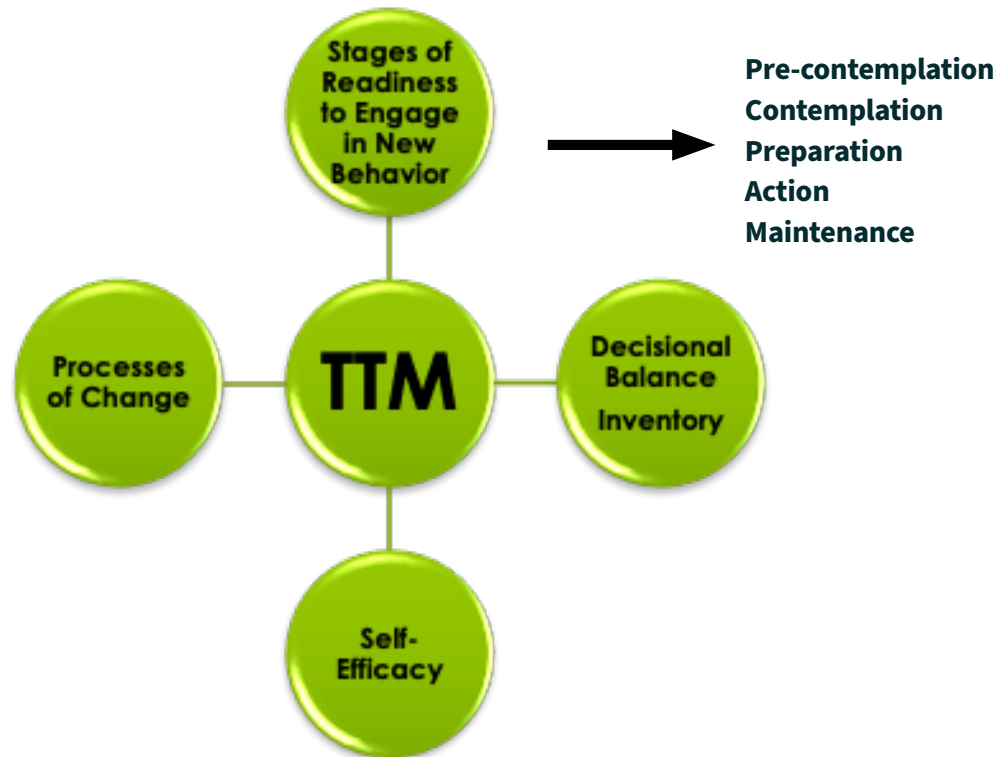 Stages of
Readiness
to Engage
in New
Behavior
Pre-contemplation
Contemplation
Preparation
Action
Maintenance
Processes
of Change
TTM
Decisional
Balance
Inventory
Self-
Efficacy